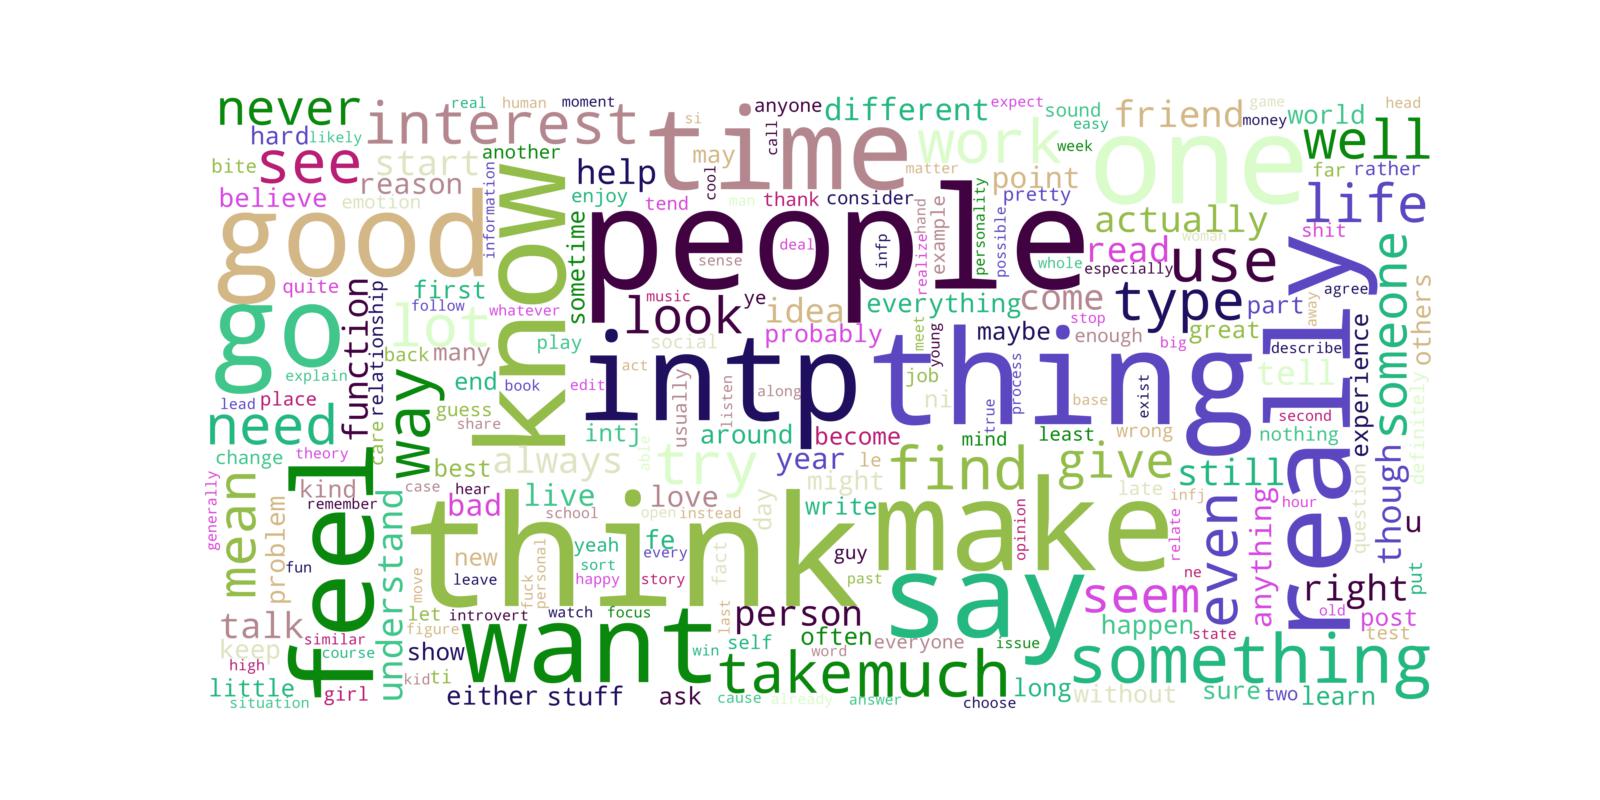 never
real
human
moment
interest
time
si
anyone
different
expect
sound
easy
friend
game
money
world
head
hard
likely
see
start
another
help
may
call
cool
work
matter
week
one
well
bite
reason
believe
emotion
information
enjoy
tend
man
thank
consider
point
pretty
far
rather
life
good
know
sometime
people
deal
sense
infp
realize
hand
example
personality
possible
whole
actually
woman
read
especially
use
shit
really
someone
quite
function
relationship
first
follow
whatever
music
ye
look
idea
everything
come
type
part
agree
away
others
go
lot
play
social
probably
meet
young
maybe
stop
enough
big
great
explain
back
many
act
intp
thing
describe
experience
lead
place
way
end
book
edit
usually
listen
along
job
ni
true
process
exist
base
tell
need
care
guess
share
intj
around
become
mind
least
wrong
second
nothing
definitely
change
theory
feel
best
always
able
try
year
le
might
find
give
still
generally
mean
problem
kind
remember
understand
case
hear
bad
live
school
love
open
instead
day
write
make
opinion
late
infj
relate
even
anything
hour
question
though
u
fun
think
new
leave
yeah
sort
happy
fe
every
story
fact
guy
past
say
ne
seem
right
put
move
fuck
personal
talk
similar
keep
high
course
let
introvert
watch
focus
figure
show
want
last
person
self
win
often
word
everyone
issue
happen
state
old
post
test
little
situation
girl
kid
ti
either
stuff
ask
take
cause
already
much
answer
choose
long
something
without
sure
two
learn